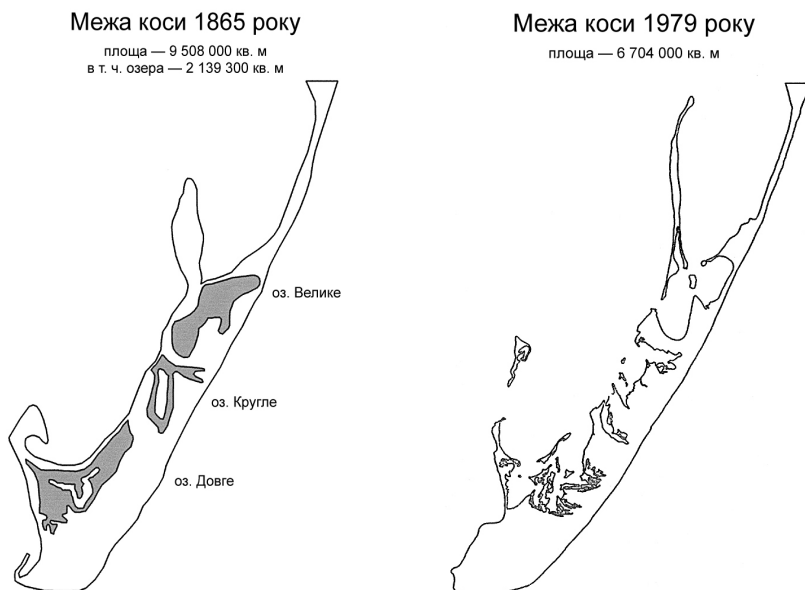 Межа коси 1865 року
площа — 9 508 000 кв. м
в т. ч. озера — 2 139 300 кв. м
Межа коси 1979 року
площа — 6 704 000 кв. м
оз. Велике
оз. Кругле
оз. Довге